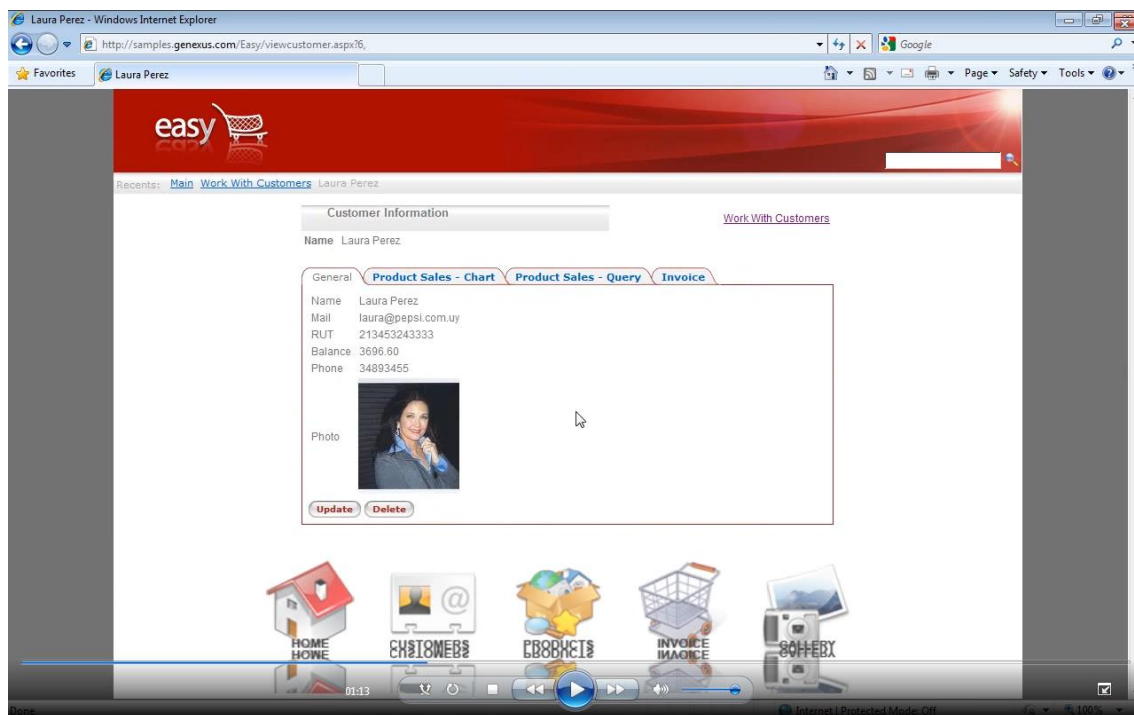 Laura Perez - Windows Internet Explorer
http://samples.genexus.com/Easy/viewcustomer.aspx?6,
Google
Favorites Laura Perez Page Safety Tools
easy
Recents: Main Work With Customers Laura Perez
Customer Information Work With Customers
Name Laura Perez
General Product Sales - Chart Product Sales - Query Invoice
Name Laura Perez
Mail laura@pepsi.com.uy
RUT 213453243333
Balance 3696.60
Phone 34893455
Photo
Update Delete
HOME INVOICE
01:13
Done Internet | Protected Mode: Off 100%